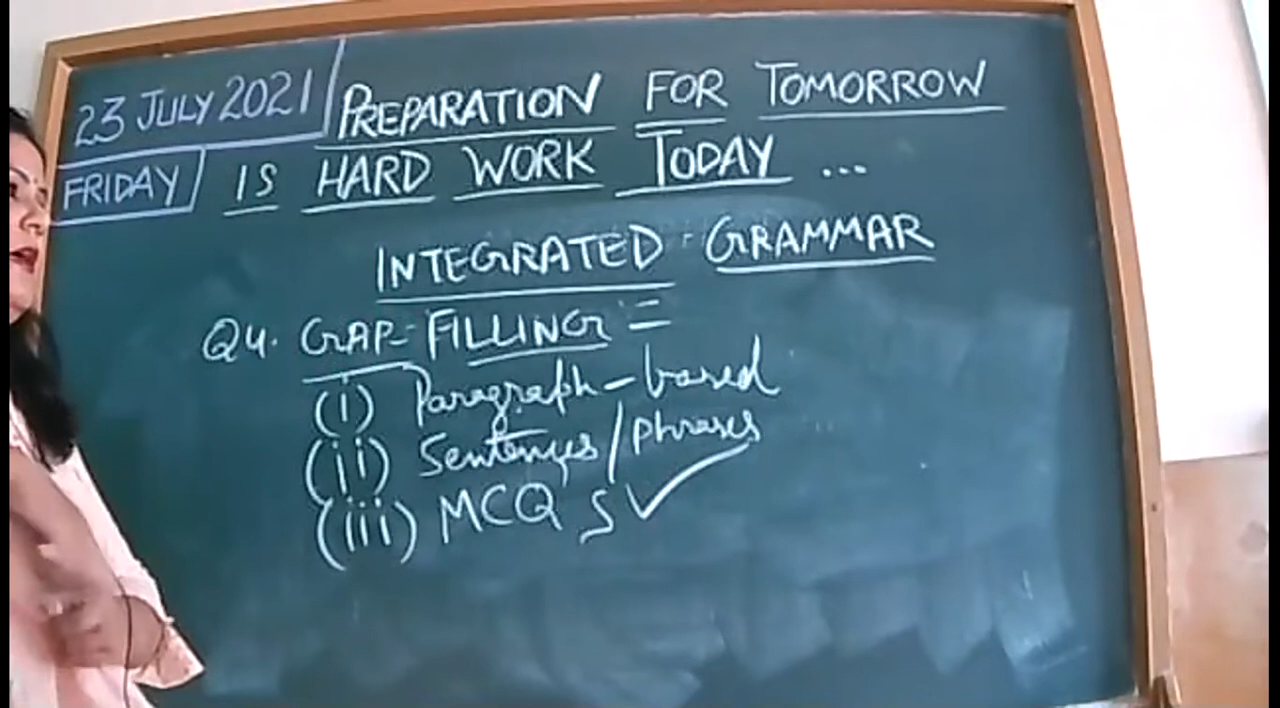 23 JULY 2021 PREPARATION FOR TOMORROW
FRIDAY IS HARD WORK TODAY ...
INTEGRATED GRAMMAR
Q4. GAP-FILLING =
(i) Paragraph-based
(ii) Sentences/phrases
(iii) MCQs ✓